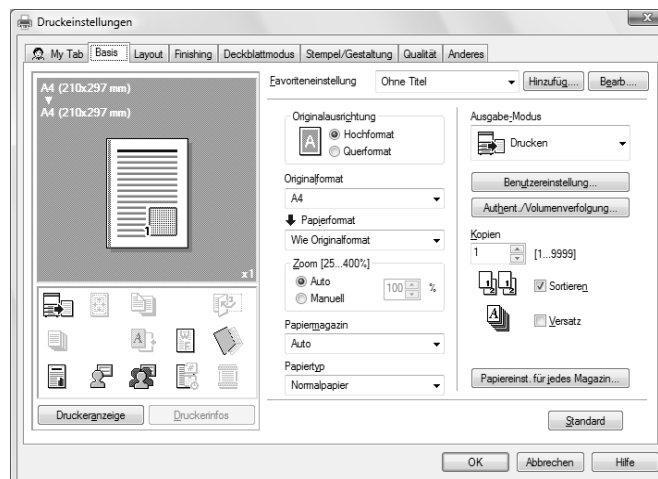 Druckeinstellungen
My Tab Basis Layout Finishing Deckblattmodus Stempel/Gestaltung Qualität Anderes
A4 (210x297 mm)
A4 (210x297 mm)
1
x1
Druckeranzeige Druckerinfos
Favoriteneinstellung Ohne Titel Hinzufüg.... Bearb....
Originalausrichtung
A
Hochformat
Querformat
Originalformat
A4
Papierformat
Wie Originalformat
Zoom [25...400%]
Auto
Manuell
100 %
Papiermagazin
Auto
Papiertyp
Normalpapier
Ausgabe-Modus
Drucken
Benutzereinstellung...
Authent./Volumenverfolgung...
Kopien
1 [1...9999]
Sortieren
Versatz
Papiereinst. für jedes Magazin...
Standard
OK Abbrechen Hilfe